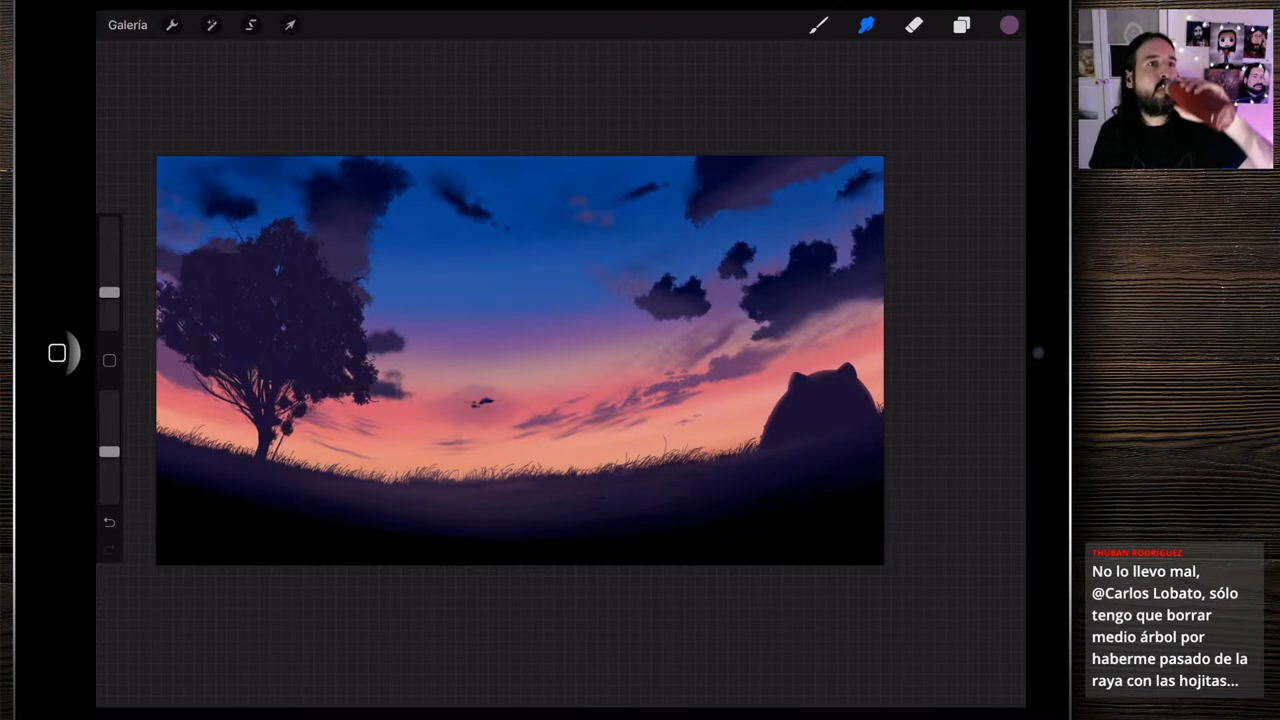 Galería
THUBAN RODRÍGUEZ
No lo llevo mal,
@Carlos Lobato, sólo
tengo que borrar
medio árbol por
haberme pasado de la
raya con las hojitas...